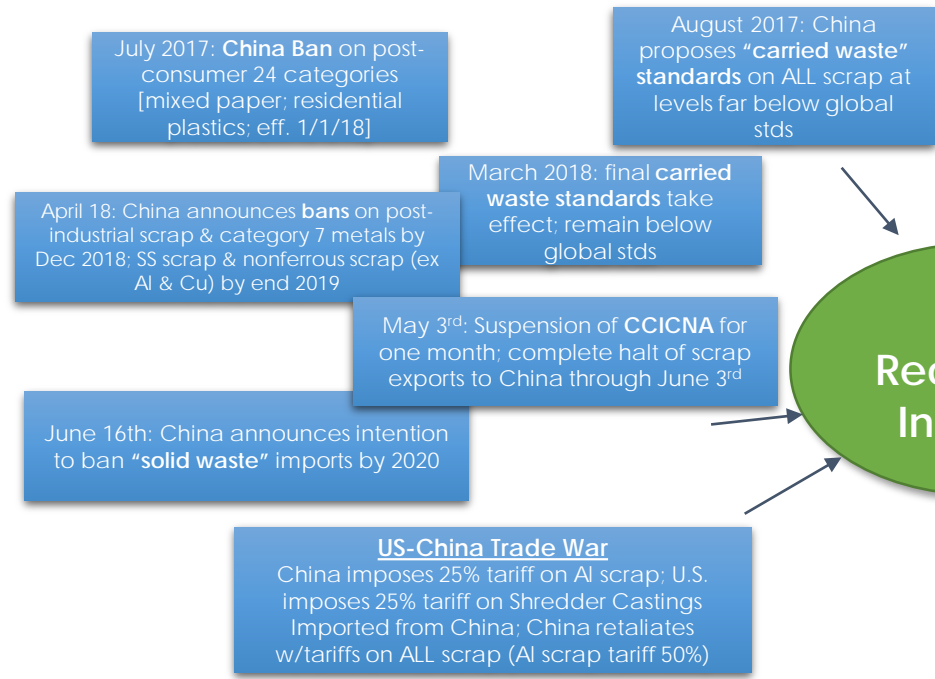 July 2017: China Ban on post-
consumer 24 categories
[mixed paper; residential
plastics; eff. 1/1/18]
August 2017: China
proposes “carried waste”
standards on ALL scrap at
levels far below global
stds
March 2018: final carried
waste standards take
effect; remain below
global stds
April 18: China announces bans on post-
industrial scrap & category 7 metals by
Dec 2018; SS scrap & nonferrous scrap (ex
Al & Cu) by end 2019
May 3rd: Suspension of CCICNA for
one month; complete halt of scrap
exports to China through June 3rd
June 16th: China announces intention
to ban “solid waste” imports by 2020
US-China Trade War
China imposes 25% tariff on Al scrap; U.S.
imposes 25% tariff on Shredder Castings
Imported from China; China retaliates
w/tariffs on ALL scrap (Al scrap tariff 50%)